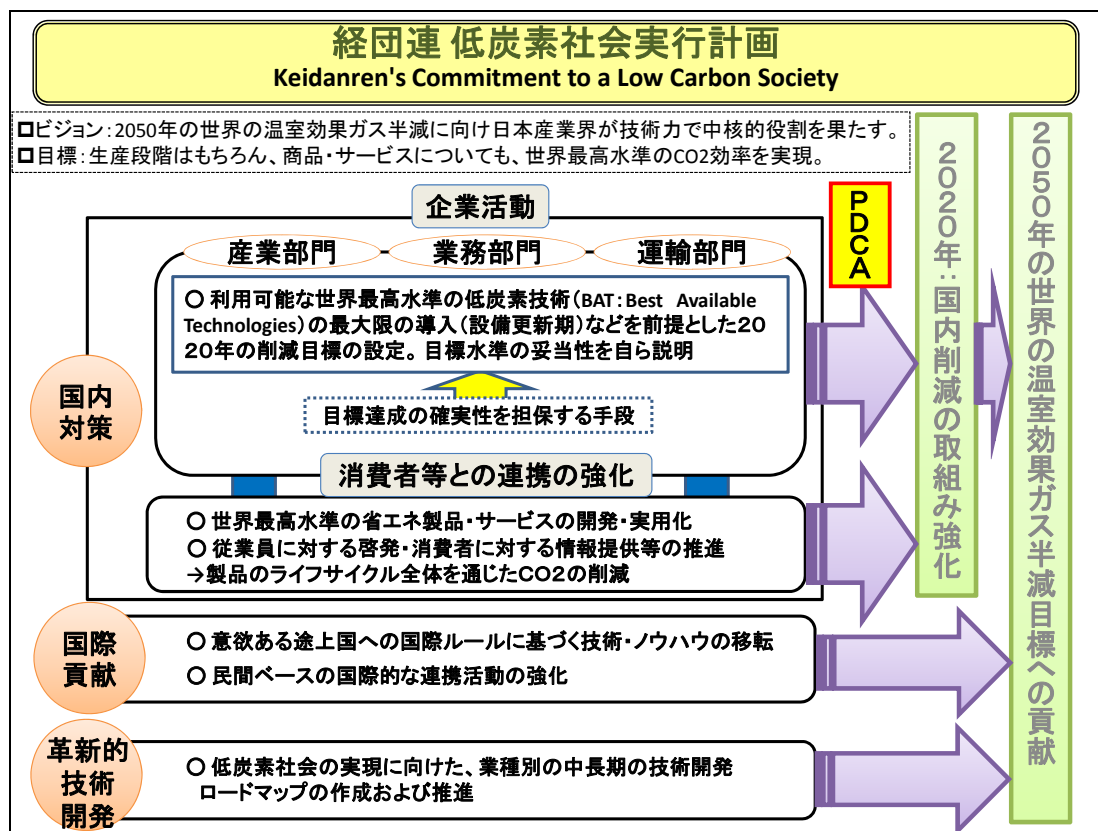 経団連 低炭素社会実行計画
Keidanren's Commitment to a Low Carbon Society
ビジョン：2050年の世界の温室効果ガス半減に向け日本産業界が技術力で中核的役割を果たす。
目標：生産段階はもちろん、商品・サービスについても、世界最高水準のCO2効率を実現。
企業活動
産業部門
業務部門
運輸部門
○ 利用可能な世界最高水準の低炭素技術（BAT：Best Available
Technologies）の最大限の導入（設備更新期）などを前提とした２０
２０年の削減目標の設定。目標水準の妥当性を自ら説明
目標達成の確実性を担保する手段
国内
対策
消費者等との連携の強化
○ 世界最高水準の省エネ製品・サービスの開発・実用化
○ 従業員に対する啓発・消費者に対する情報提供等の推進
→製品のライフサイクル全体を通じたＣＯ２の削減
国際
貢献
○ 意欲ある途上国への国際ルールに基づく技術・ノウハウの移転
○ 民間ベースの国際的な連携活動の強化
革新的
技術
開発
○ 低炭素社会の実現に向けた、業種別の中長期の技術開発
ロードマップの作成および推進
ＰＤＣＡ
２０２０年：国内削減の取組み強化
２０５０年の世界の温室効果ガス半減目標への貢献